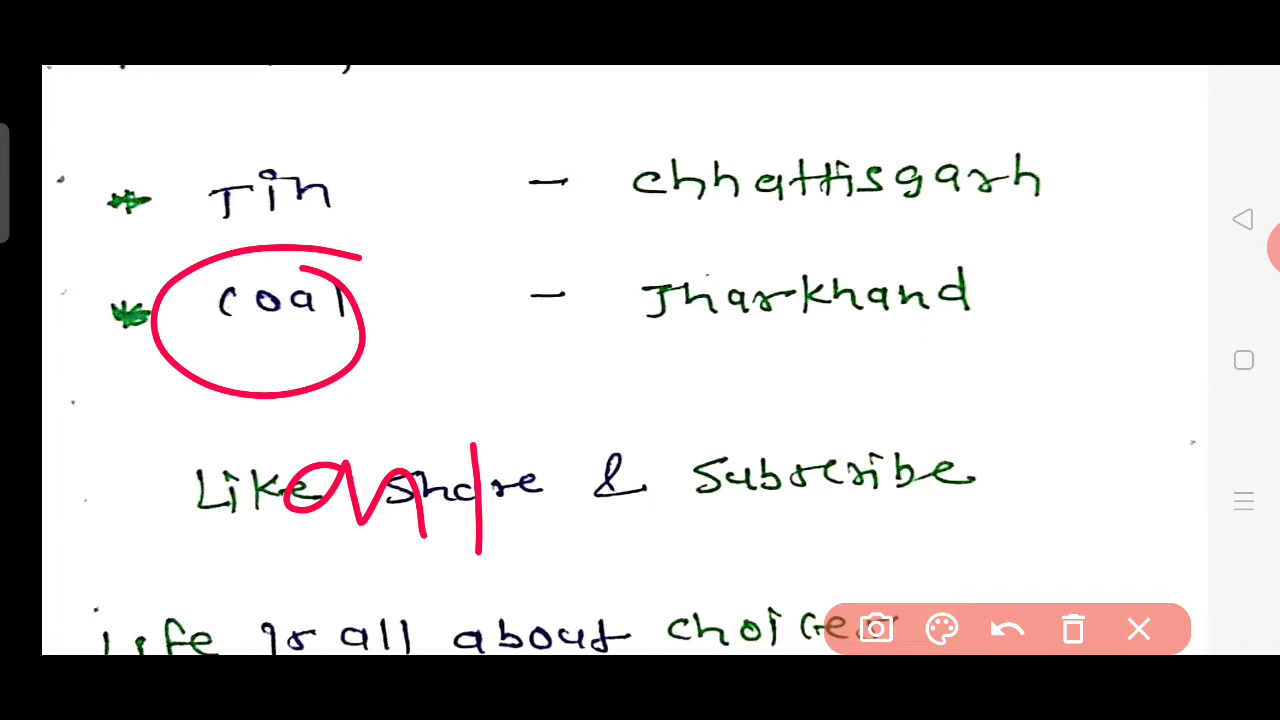 * Tin - Chhattisgarh
* Coal - Jharkhand
Like Share & Subscribe
Life is all about choices